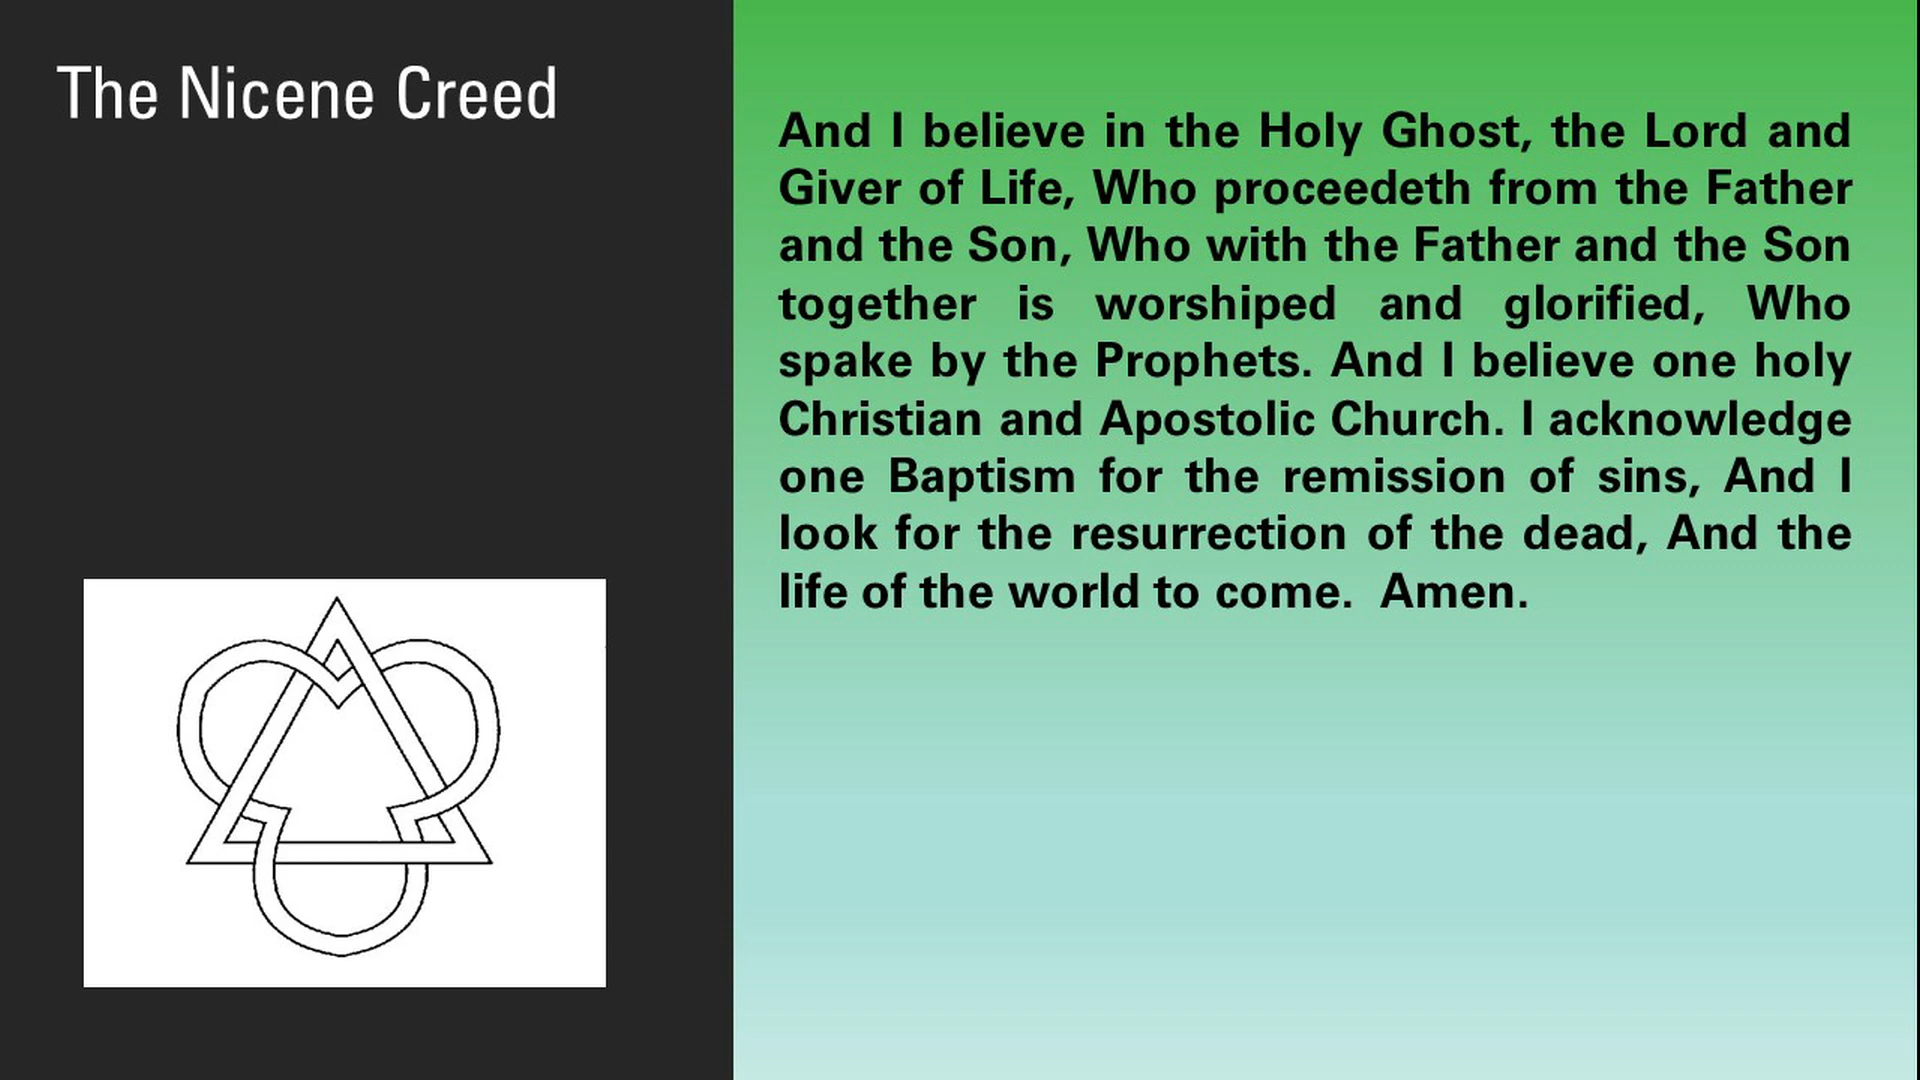 The Nicene Creed
And I believe in the Holy Ghost, the Lord and
Giver of Life, Who proceedeth from the Father
and the Son, Who with the Father and the Son
together is worshiped and glorified, Who
spake by the Prophets. And I believe one holy
Christian and Apostolic Church. I acknowledge
one Baptism for the remission of sins, And I
look for the resurrection of the dead, And the
life of the world to come.  Amen.